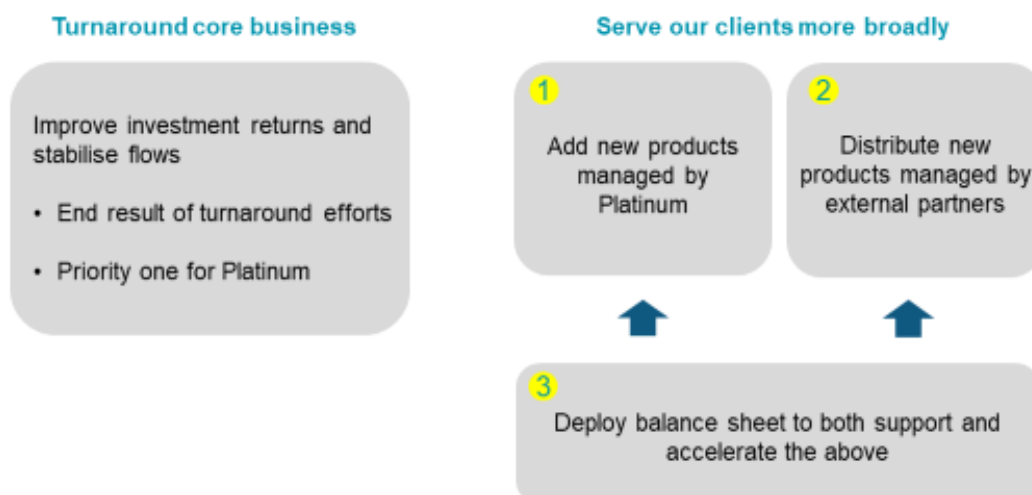 Turnaround core business
Improve investment returns and
stabilise flows
• End result of turnaround efforts
• Priority one for Platinum
Serve our clients more broadly
1
Add new products
managed by
Platinum
2
Distribute new
products managed by
external partners
3
Deploy balance sheet to both support and
accelerate the above